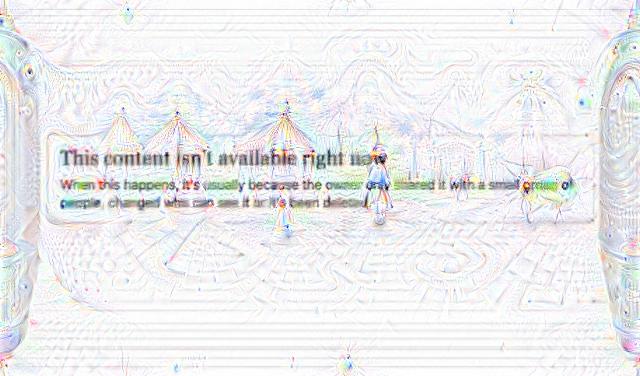 This content isn't available right now
When this happens, it's usually because the owner only shared it with a small group of
people, changed who can see it or it's been deleted